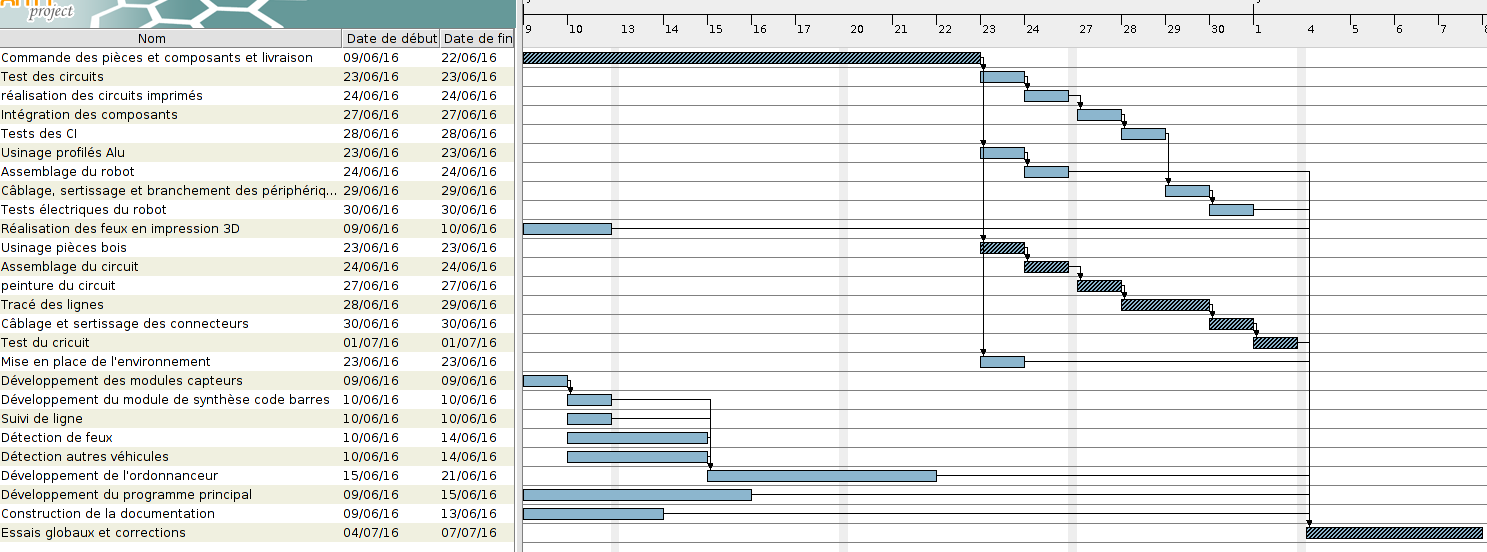 project
Nom Date de début Date de fin
9 10 13 14 15 16 17 20 21 22 23 24 27 28 29 30 1 4 5 6 7 8
Commande des pièces et composants et livraison 09/06/16 22/06/16
Test des circuits 23/06/16 23/06/16
réalisation des circuits imprimés 24/06/16 24/06/16
Intégration des composants 27/06/16 27/06/16
Tests des CI 28/06/16 28/06/16
Usinage profilés Alu 23/06/16 23/06/16
Assemblage du robot 24/06/16 24/06/16
Câblage, sertissage et branchement des périphériq... 29/06/16 29/06/16
Tests électriques du robot 30/06/16 30/06/16
Réalisation des feux en impression 3D 09/06/16 10/06/16
Usinage pièces bois 23/06/16 23/06/16
Assemblage du circuit 24/06/16 24/06/16
peinture du circuit 27/06/16 27/06/16
Tracé des lignes 28/06/16 29/06/16
Câblage et sertissage des connecteurs 30/06/16 30/06/16
Test du cricuit 01/07/16 01/07/16
Mise en place de l'environnement 23/06/16 23/06/16
Développement des modules capteurs 09/06/16 09/06/16
Développement du module de synthèse code barres 10/06/16 10/06/16
Suivi de ligne 10/06/16 10/06/16
Détection de feux 10/06/16 14/06/16
Détection autres véhicules 10/06/16 14/06/16
Développement de l'ordonnanceur 15/06/16 21/06/16
Développement du programme principal 09/06/16 15/06/16
Construction de la documentation 09/06/16 13/06/16
Essais globaux et corrections 04/07/16 07/07/16